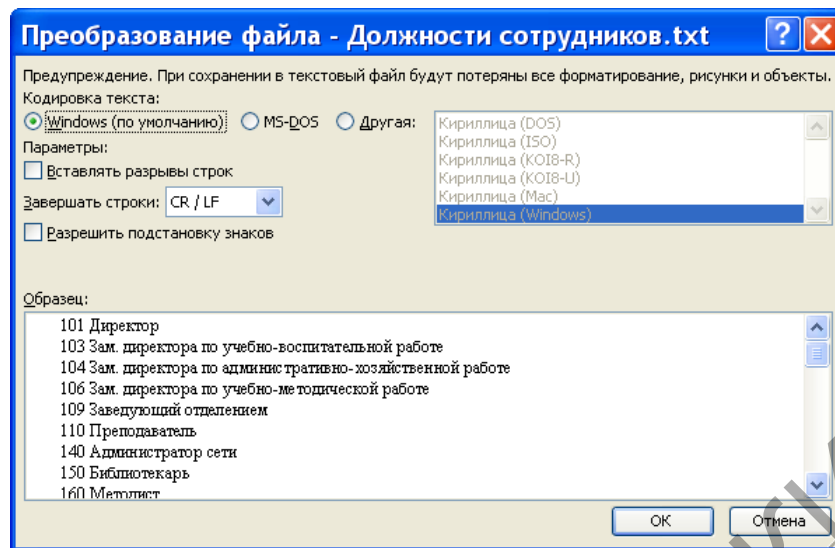 Преобразование файла - Должности сотрудников.txt
Предупреждение. При сохранении в текстовый файл будут потеряны все форматирование, рисунки и объекты.
Кодировка текста:
Windows (по умолчанию) MS-DOS Другая:
Кириллица (DOS)
Кириллица (ISO)
Кириллица (KOI8-R)
Кириллица (KOI8-U)
Кириллица (Mac)
Кириллица (Windows)
Параметры:
Вставлять разрывы строк
Завершать строки: CR / LF
Разрешить подстановку знаков
Образец:
101 Директор
103 Зам. директора по учебно-воспитательной работе
104 Зам. директора по административно-хозяйственной работе
106 Зам. директора по учебно-методической работе
109 Заведующий отделением
110 Преподаватель
140 Администратор сети
150 Библиотекарь
160 Методист
ОК Отмена